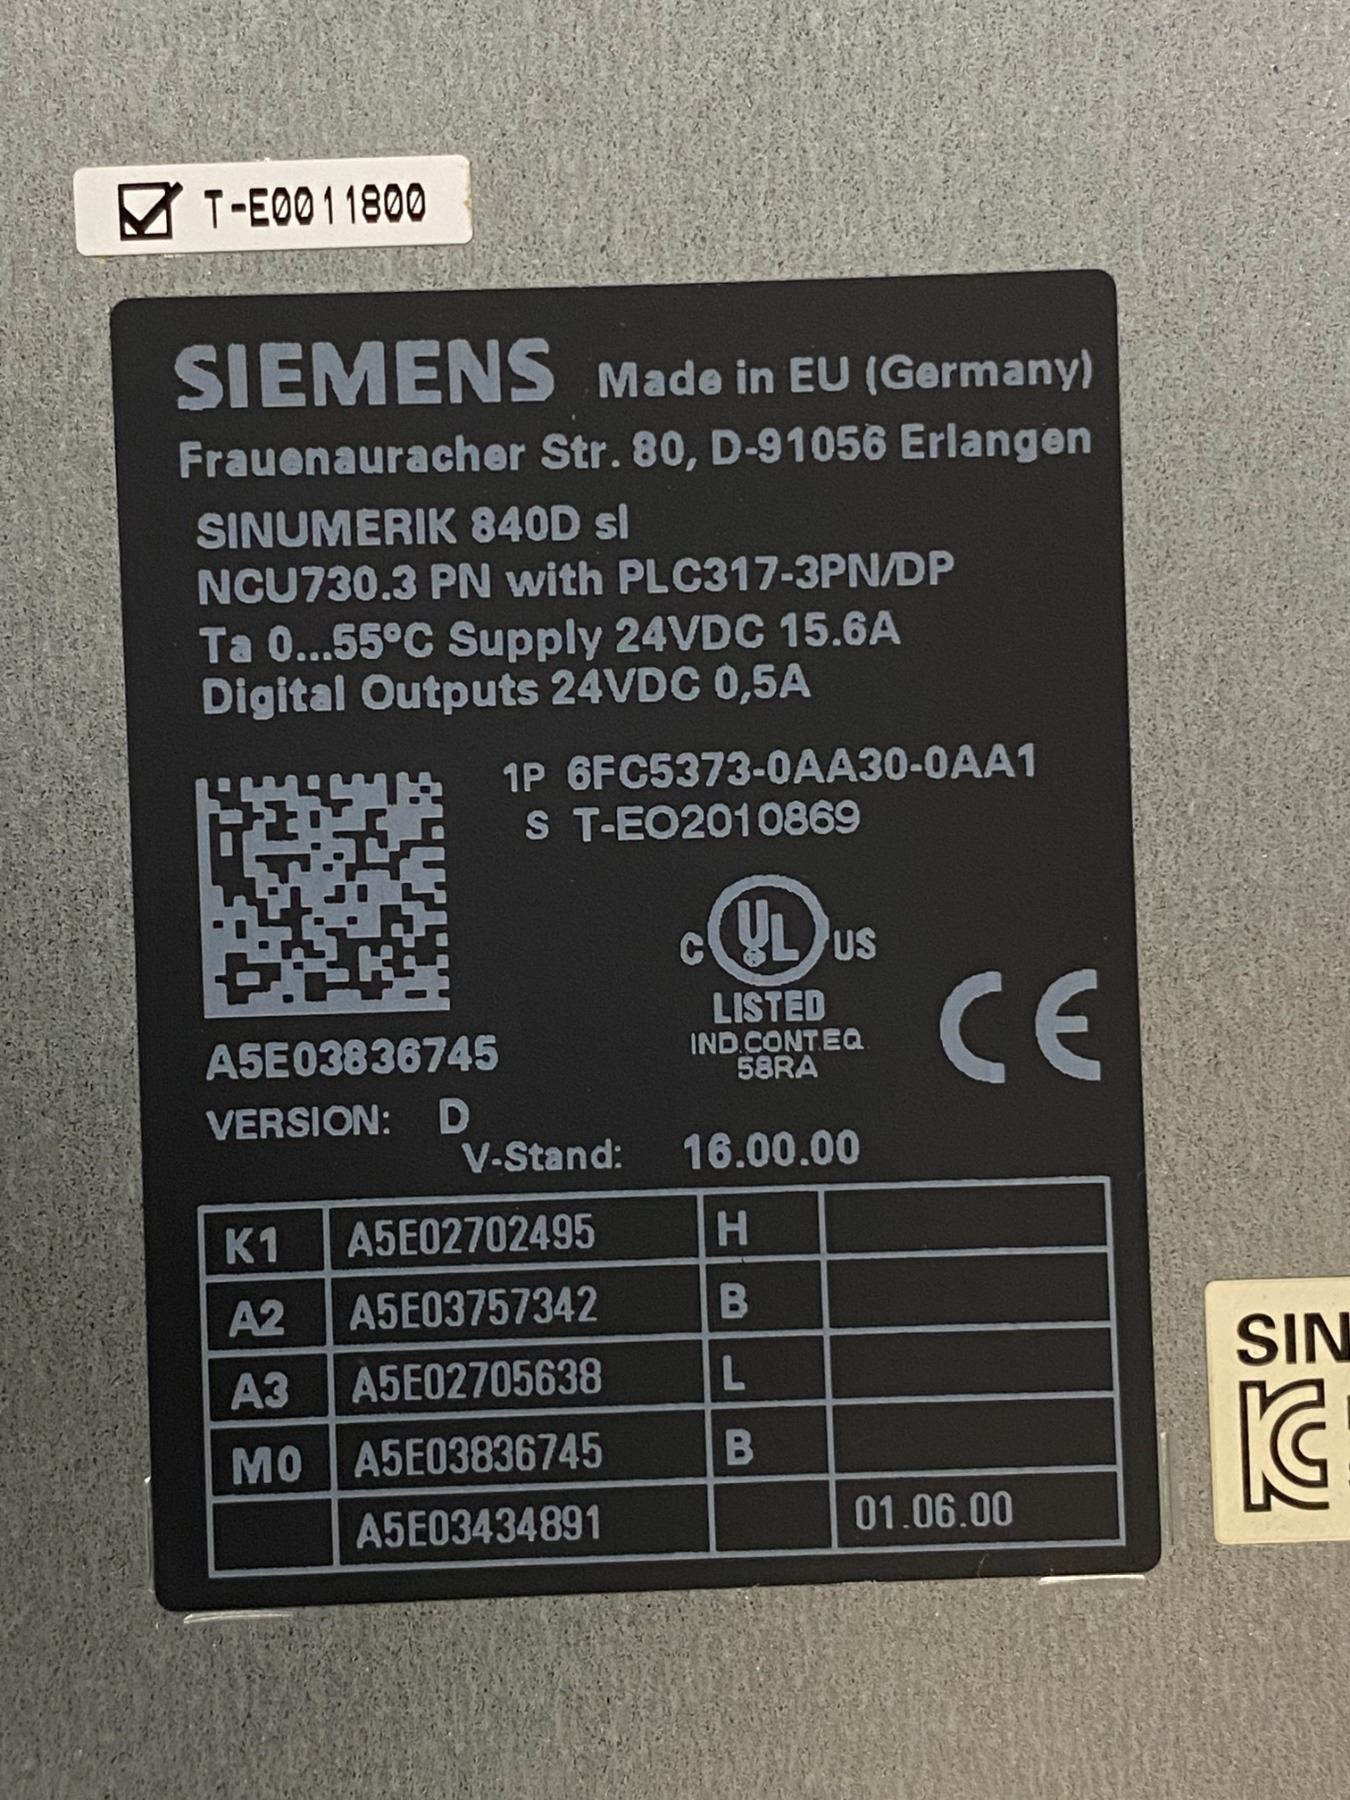 T-E0011800
SIEMENS Made in EU (Germany)
Frauenauracher Str. 80, D-91056 Erlangen
SINUMERIK 840D sl
NCU730.3 PN with PLC317-3PN/DP
Ta 0...55°C Supply 24VDC 15.6A
Digital Outputs 24VDC 0,5A
1P 6FC5373-0AA30-0AA1
S T-EO2010869
C UL US
LISTED
IND.CONT.EQ.
58RA
CE
A5E03836745
VERSION: D
V-Stand: 16.00.00
K1 A5E02702495 H
A2 A5E03757342 B
A3 A5E02705638 L
M0 A5E03836745 B
A5E03434891 01.06.00
SIN
KC